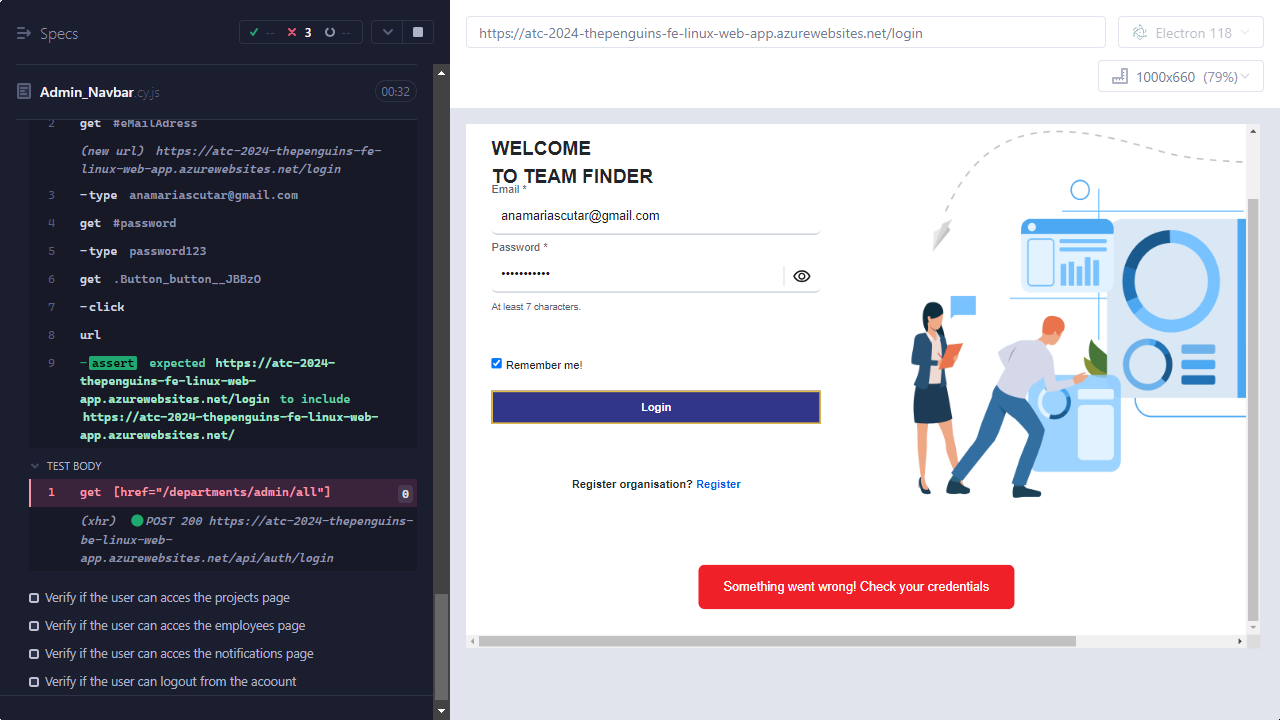 Specs
-- 3 --
https://atc-2024-thepenguins-fe-linux-web-app.azurewebsites.net/login
Electron 118
1000x660 (79%)
Admin_Navbar.cy.js
00:32
2 get #eMailAdress
(new url) https://atc-2024-thepenguins-fe-
linux-web-app.azurewebsites.net/login
3 -type anamariascutar@gmail.com
4 get #password
5 -type password123
6 get .Button_button__JBBzO
7 -click
8 url
9 -assert expected https://atc-2024-
thepenguins-fe-linux-web-
app.azurewebsites.net/login to include
https://atc-2024-thepenguins-fe-linux-web-
app.azurewebsites.net/
TEST BODY
1 get [href="/departments/admin/all"] 0
(xhr) POST 200 https://atc-2024-thepenguins-
be-linux-web-
app.azurewebsites.net/api/auth/login
Verify if the user can acces the projects page
Verify if the user can acces the employees page
Verify if the user can acces the notifications page
Verify if the user can logout from the acoount
WELCOME
TO TEAM FINDER
Email *
anamariascutar@gmail.com
Password *
•••••••••••
At least 7 characters.
Remember me!
Login
Register organisation? Register
Something went wrong! Check your credentials